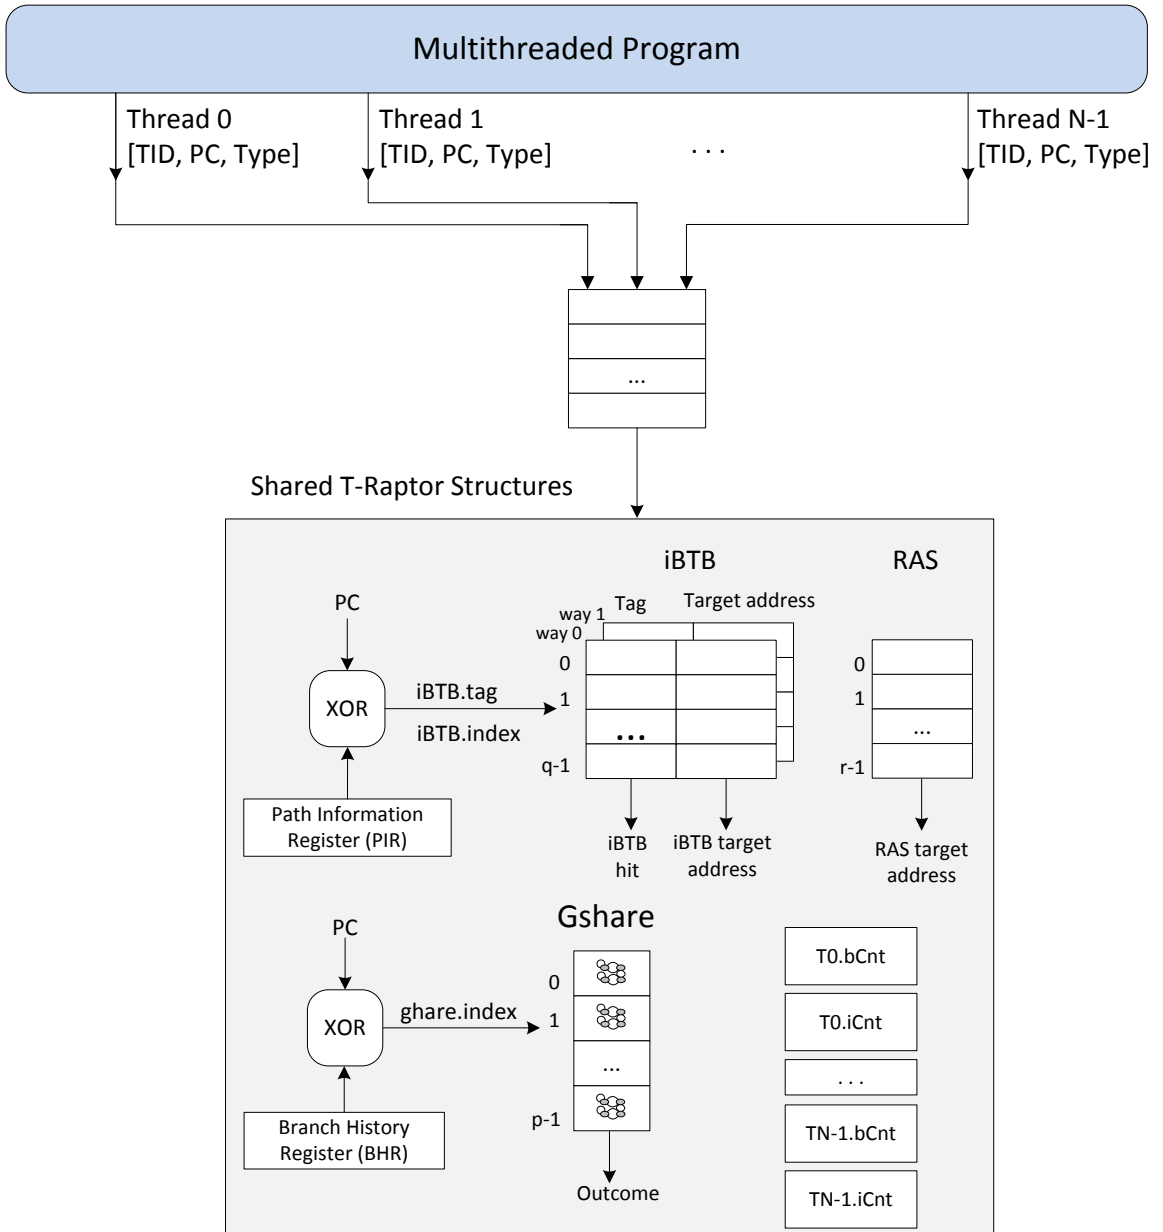 Multithreaded Program
Thread 0
[TID, PC, Type]
Thread 1
[TID, PC, Type]
. . .
Thread N-1
[TID, PC, Type]
...
Shared T-Raptor Structures
iBTB
RAS
PC
way 1
Tag
Target address
way 0
0
1
...
q-1
XOR
iBTB.tag
iBTB.index
0
1
...
r-1
Path Information
Register (PIR)
iBTB
hit
iBTB target
address
RAS target
address
Gshare
PC
XOR
ghare.index
0
1
...
p-1
Branch History
Register (BHR)
Outcome
T0.bCnt
T0.iCnt
. . .
TN-1.bCnt
TN-1.iCnt